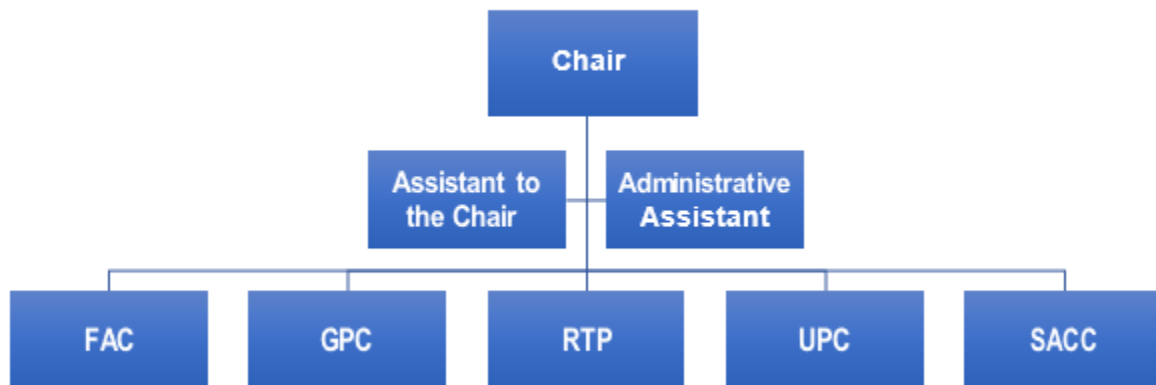 Chair
Assistant to
the Chair
Administrative
Assistant
FAC
GPC
RTP
UPC
SACC